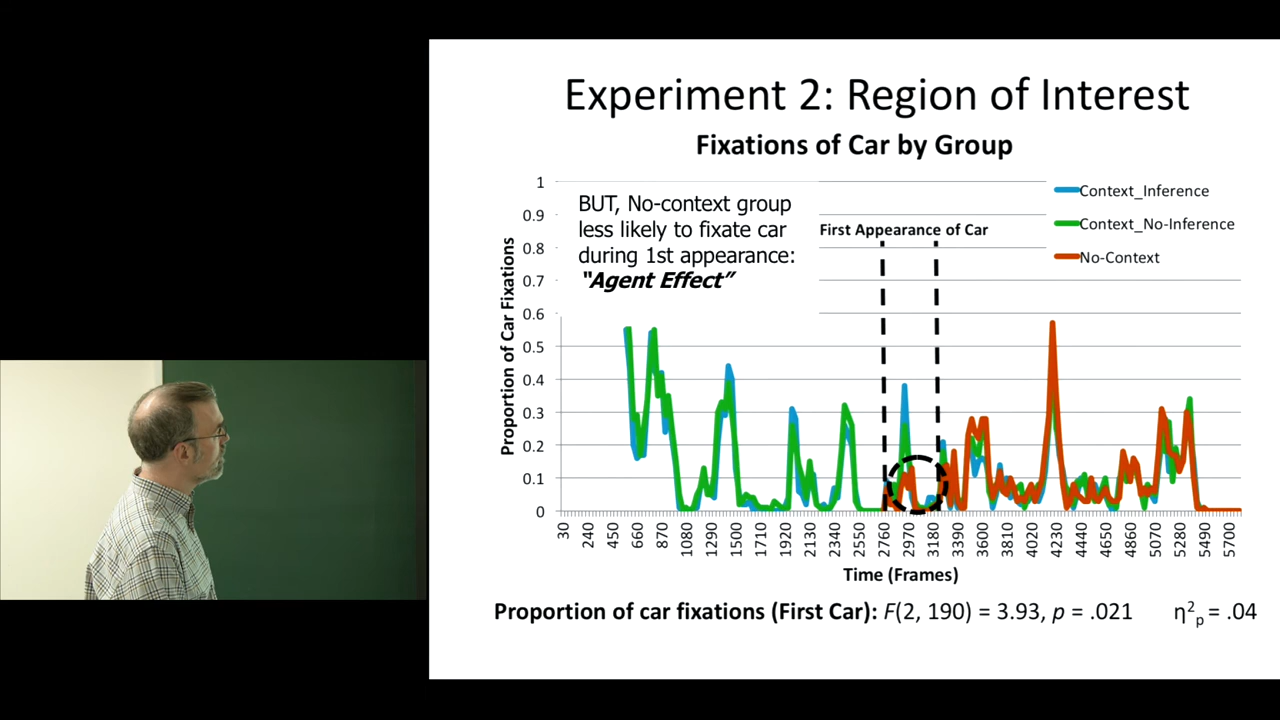 Experiment 2: Region of Interest
Fixations of Car by Group
BUT, No-context group
less likely to fixate car
during 1st appearance:
“Agent Effect”
First Appearance of Car
Context_Inference
Context_No-Inference
No-Context
Proportion of Car Fixations
1
0.9
0.8
0.7
0.6
0.5
0.4
0.3
0.2
0.1
0
30 240 450 660 870 1080 1290 1500 1710 1920 2130 2340 2550 2760 2970 3180 3390 3600 3810 4020 4230 4440 4650 4860 5070 5280 5490 5700
Time (Frames)
Proportion of car fixations (First Car): F(2, 190) = 3.93, p = .021 η²ₚ = .04